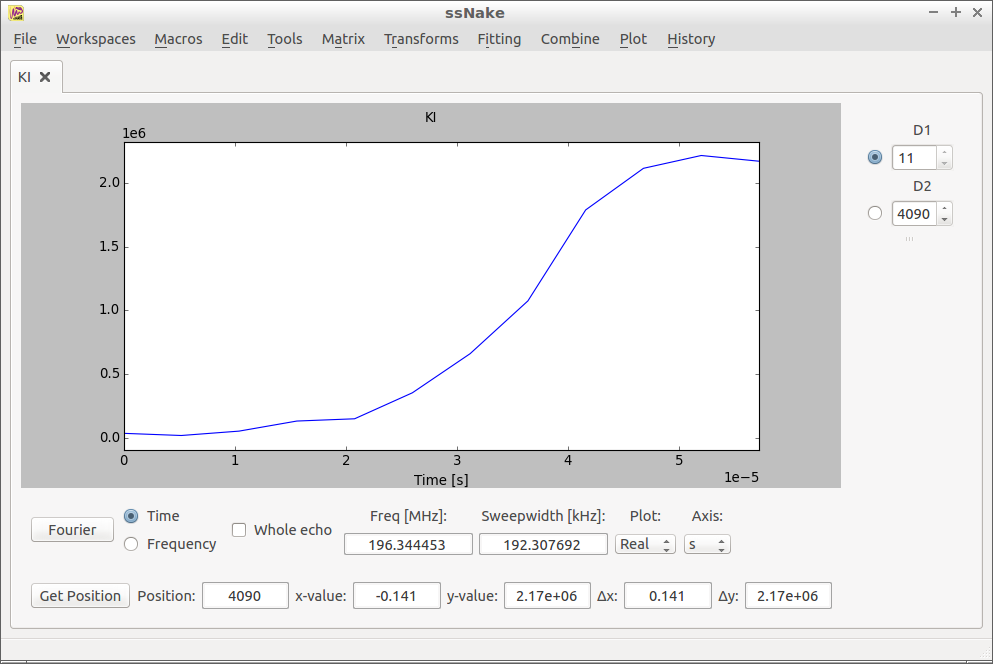 ssNake
File Workspaces Macros Edit Tools Matrix Transforms Fitting Combine Plot History
KI
KI
1e6
2.0
1.5
1.0
0.5
0.0
0 1 2 3 4 5
1e−5
Time [s]
D1
11
D2
4090
Fourier
Time
Frequency
Whole echo
Freq [MHz]: Sweepwidth [kHz]: Plot: Axis:
196.344453 192.307692 Real s
Get Position Position: 4090 x-value: -0.141 y-value: 2.17e+06 Δx: 0.141 Δy: 2.17e+06